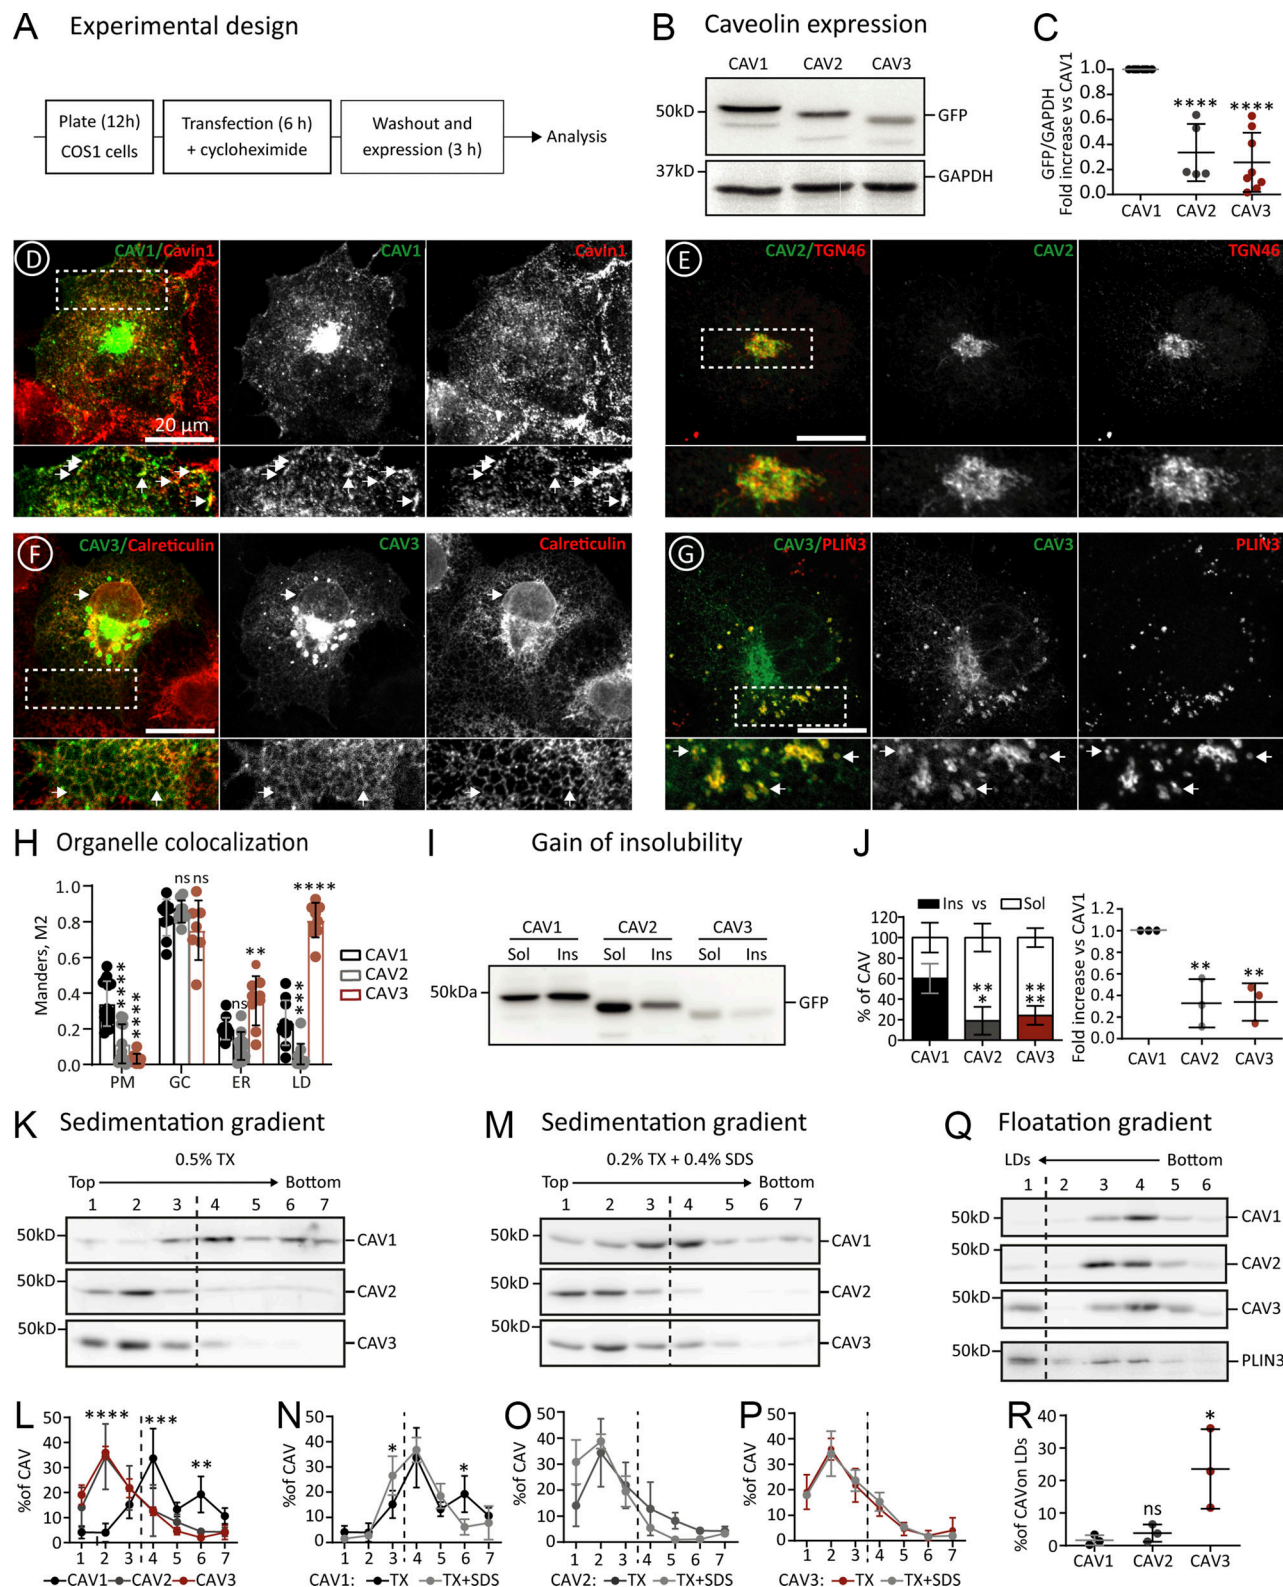 A Experimental design
Plate (12h)
COS1 cells
Transfection (6 h)
+ cycloheximide
Washout and
expression (3 h)
Analysis
B Caveolin expression
CAV1 CAV2 CAV3
50kD
GFP
37kD
GAPDH
C
GFP/GAPDH
Fold increase vs CAV1
1.0
0.8
0.6
0.4
0.2
0.0
**** ****
CAV1 CAV2 CAV3
D
CAV1/Cavin1
CAV1
Cavin1
20 µm
E
CAV2/TGN46
CAV2
TGN46
F
CAV3/Calreticulin
CAV3
Calreticulin
G
CAV3/PLIN3
CAV3
PLIN3
H Organelle colocalization
Manders, M2
1.0
0.8
0.6
0.4
0.2
0.0
**** **** ns ns ns ** *** ****
PM GC ER LD
CAV1
CAV2
CAV3
I Gain of insolubility
CAV1 CAV2 CAV3
Sol Ins Sol Ins Sol Ins
50kDa
GFP
J
Ins vs Sol
% of CAV
120
100
80
60
40
20
0
** **
* **
CAV1 CAV2 CAV3
Fold increase vs CAV1
1.2
1.0
0.8
0.6
0.4
0.2
0.0
** **
CAV1 CAV2 CAV3
K Sedimentation gradient
0.5% TX
Top Bottom
1 2 3 4 5 6 7
50kD
CAV1
50kD
CAV2
50kD
CAV3
M Sedimentation gradient
0.2% TX + 0.4% SDS
Top Bottom
1 2 3 4 5 6 7
50kD
CAV1
50kD
CAV2
50kD
CAV3
Q Floatation gradient
LDs Bottom
1 2 3 4 5 6
50kD
CAV1
50kD
CAV2
50kD
CAV3
50kD
PLIN3
L
%of CAV
50
40
30
20
10
0
**** *** **
1 2 3 4 5 6 7
CAV1 CAV2 CAV3
N
%of CAV
50
40
30
20
10
0
* *
1 2 3 4 5 6 7
CAV1: TX TX+SDS
O
%of CAV
50
40
30
20
10
0
1 2 3 4 5 6 7
CAV2: TX TX+SDS
P
%of CAV
50
40
30
20
10
0
1 2 3 4 5 6 7
CAV3: TX TX+SDS
R
%of CAVon LDs
40
30
20
10
0
ns *
CAV1 CAV2 CAV3